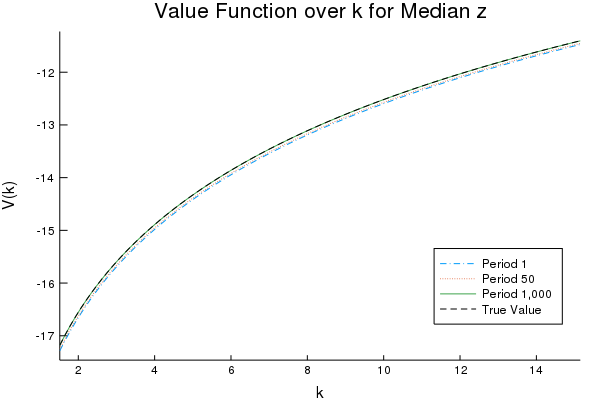 Value Function over k for Median z
V(k)
-12
-13
-14
-15
-16
-17
Period 1
Period 50
Period 1,000
True Value
2 4 6 8 10 12 14
k